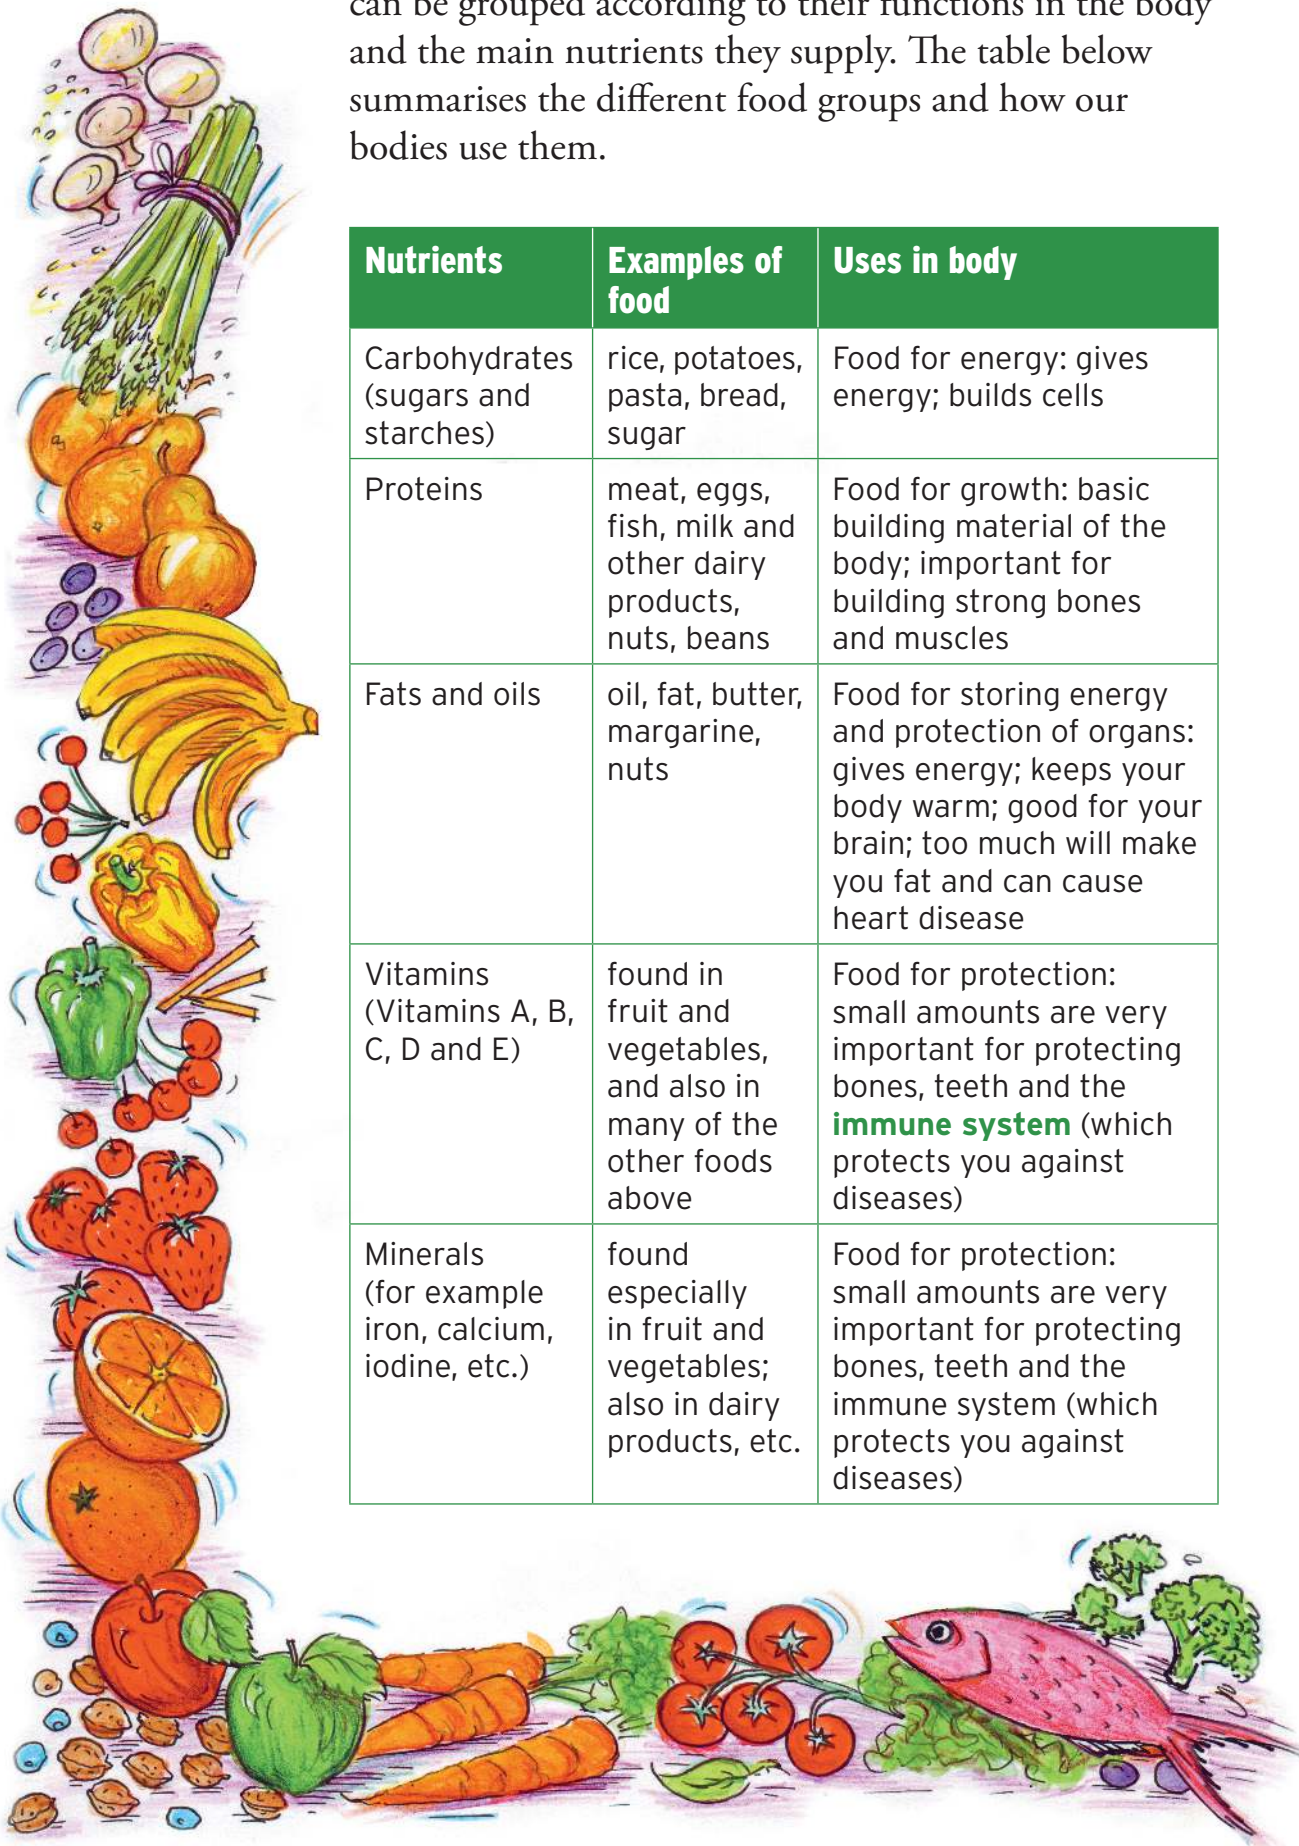 can be grouped according to their functions in the body
and the main nutrients they supply. The table below
summarises the different food groups and how our
bodies use them.
Nutrients
Examples of
food
Uses in body
Carbohydrates
(sugars and
starches)
rice, potatoes,
pasta, bread,
sugar
Food for energy: gives
energy; builds cells
Proteins
meat, eggs,
fish, milk and
other dairy
products,
nuts, beans
Food for growth: basic
building material of the
body; important for
building strong bones
and muscles
Fats and oils
oil, fat, butter,
margarine,
nuts
Food for storing energy
and protection of organs:
gives energy; keeps your
body warm; good for your
brain; too much will make
you fat and can cause
heart disease
Vitamins
(Vitamins A, B,
C, D and E)
found in
fruit and
vegetables,
and also in
many of the
other foods
above
Food for protection:
small amounts are very
important for protecting
bones, teeth and the
immune system (which
protects you against
diseases)
Minerals
(for example
iron, calcium,
iodine, etc.)
found
especially
in fruit and
vegetables;
also in dairy
products, etc.
Food for protection:
small amounts are very
important for protecting
bones, teeth and the
immune system (which
protects you against
diseases)